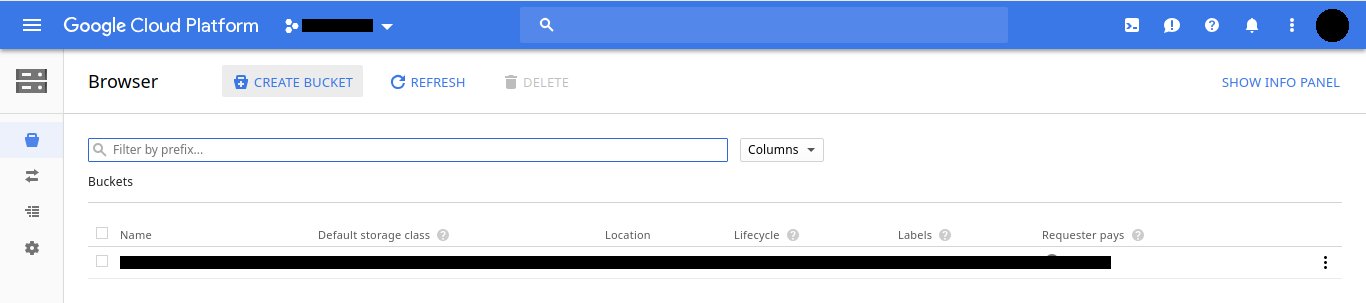 Google Cloud Platform
Browser CREATE BUCKET REFRESH DELETE SHOW INFO PANEL
Filter by prefix... Columns
Buckets
Name Default storage class Location Lifecycle Labels Requester pays